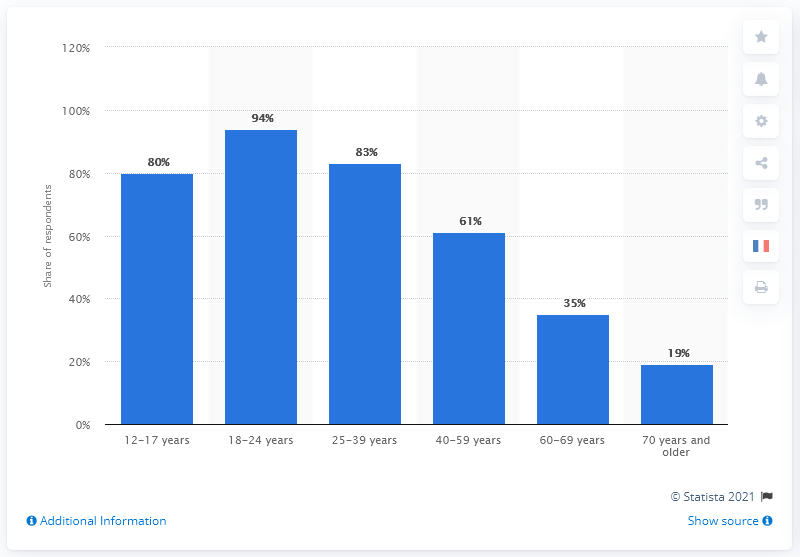 120%
100%
80%
60%
40%
20%
0%
Share of respondents
80%
94%
83%
61%
35%
19%
12–17 years
18–24 years
25–39 years
40–59 years
60–69 years
70 years and
older
© Statista 2021
Additional Information
Show source